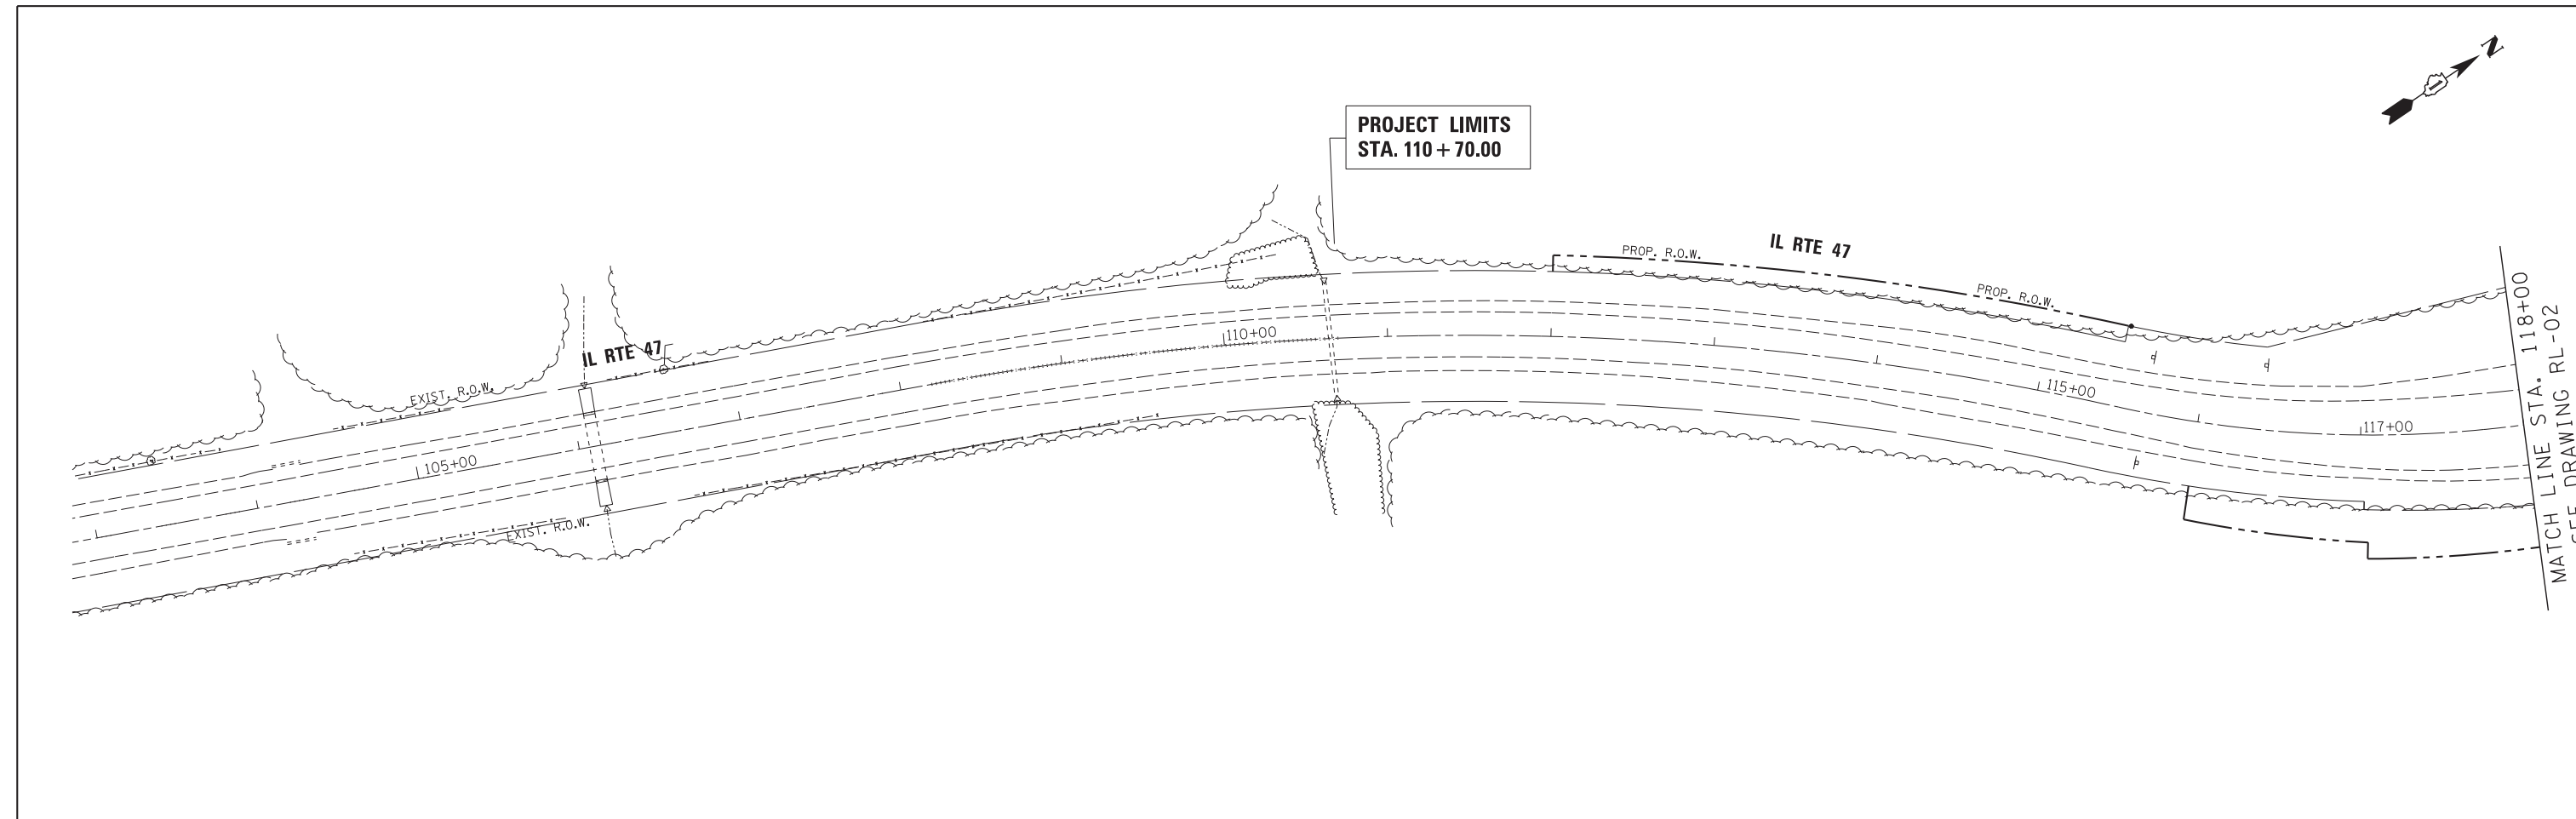 N
PROJECT LIMITS
STA. 110+70.00
IL RTE 47
PROP. R.O.W.
PROP. R.O.W.
IL RTE 47
110+00
EXIST. R.O.W.
115+00
117+00
105+00
EXIST. R.O.W.
MATCH LINE STA. 118+00
SEE DRAWING RL-02